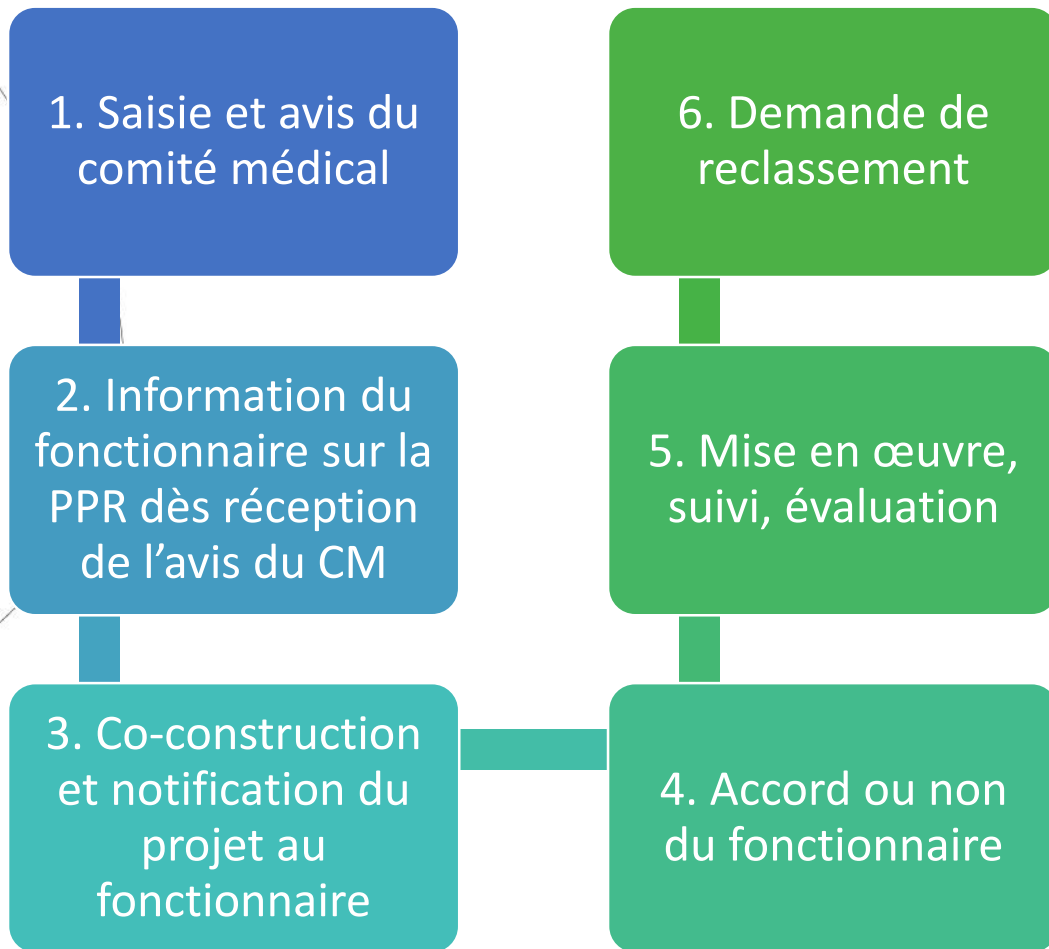 1. Saisie et avis du
comité médical
2. Information du
fonctionnaire sur la
PPR dès réception
de l’avis du CM
3. Co-construction
et notification du
projet au
fonctionnaire
4. Accord ou non
du fonctionnaire
5. Mise en œuvre,
suivi, évaluation
6. Demande de
reclassement